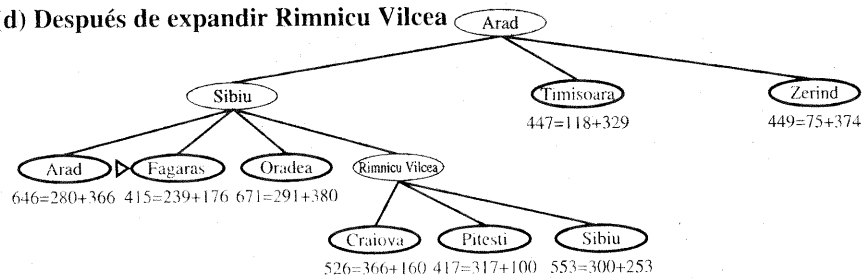 (d) Después de expandir Rimnicu Vilcea
Arad
Sibiu
Timisoara
Zerind
447=118+329
449=75+374
Arad
Fagaras
Oradea
Rimnicu Vilcea
646=280+366
415=239+176
671=291+380
Craiova
Pitesti
Sibiu
526=366+160
417=317+100
553=300+253